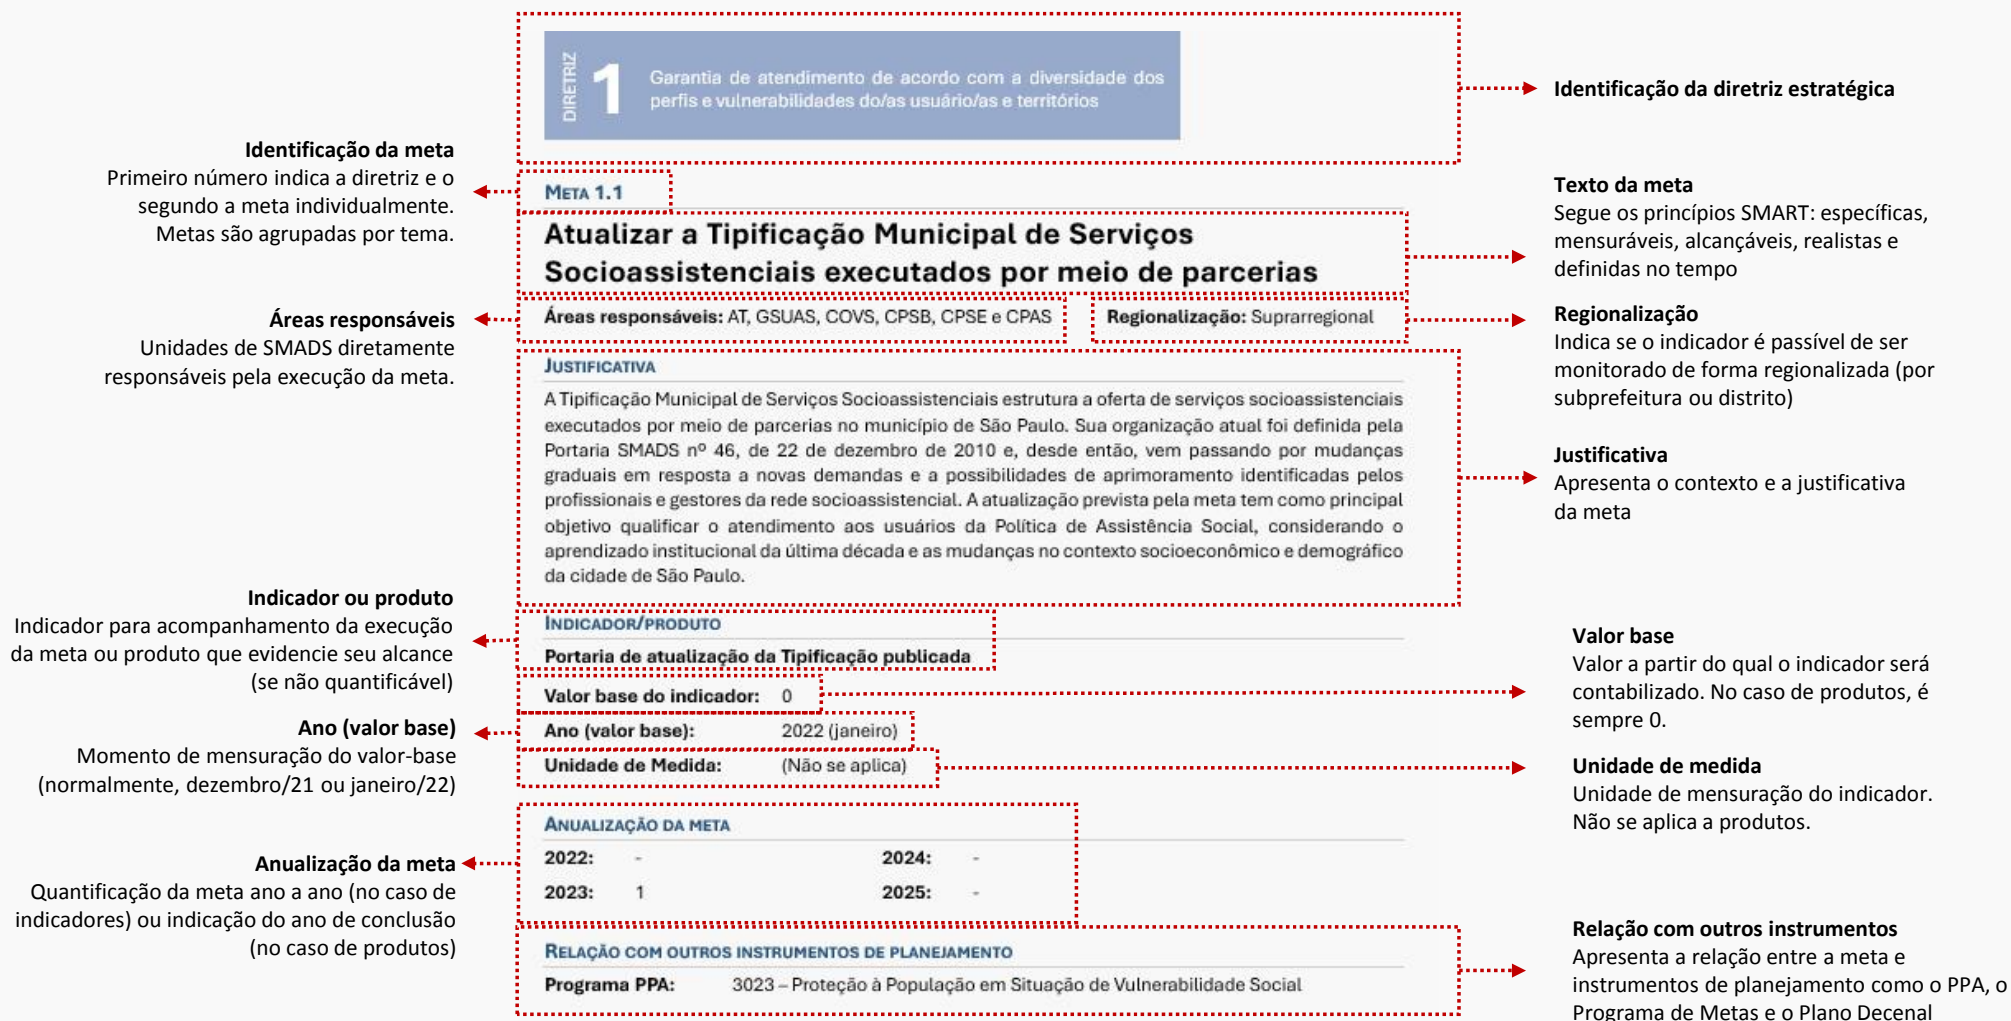 DIRETRIZ
1
Garantia de atendimento de acordo com a diversidade dos
perfis e vulnerabilidades do/as usuário/as e territórios
Identificação da diretriz estratégica
Identificação da meta
Primeiro número indica a diretriz e o
segundo a meta individualmente.
Metas são agrupadas por tema.
META 1.1
Atualizar a Tipificação Municipal de Serviços
Socioassistenciais executados por meio de parcerias
Texto da meta
Segue os princípios SMART: específicas,
mensuráveis, alcançáveis, realistas e
definidas no tempo
Áreas responsáveis
Unidades de SMADS diretamente
responsáveis pela execução da meta.
Áreas responsáveis: AT, GSUAS, COVS, CPSB, CPSE e CPAS
Regionalização: Suprarregional
Regionalização
Indica se o indicador é passível de ser
monitorado de forma regionalizada (por
subprefeitura ou distrito)
JUSTIFICATIVA
A Tipificação Municipal de Serviços Socioassistenciais estrutura a oferta de serviços socioassistenciais
executados por meio de parcerias no município de São Paulo. Sua organização atual foi definida pela
Portaria SMADS nº 46, de 22 de dezembro de 2010 e, desde então, vem passando por mudanças
graduais em resposta a novas demandas e a possibilidades de aprimoramento identificadas pelos
profissionais e gestores da rede socioassistencial. A atualização prevista pela meta tem como principal
objetivo qualificar o atendimento aos usuários da Política de Assistência Social, considerando o
aprendizado institucional da última década e as mudanças no contexto socioeconômico e demográfico
da cidade de São Paulo.
Justificativa
Apresenta o contexto e a justificativa
da meta
Indicador ou produto
Indicador para acompanhamento da execução
da meta ou produto que evidencie seu alcance
(se não quantificável)
INDICADOR/PRODUTO
Portaria de atualização da Tipificação publicada
Valor base do indicador: 0
Valor base
Valor a partir do qual o indicador será
contabilizado. No caso de produtos, é
sempre 0.
Ano (valor base)
Momento de mensuração do valor-base
(normalmente, dezembro/21 ou janeiro/22)
Ano (valor base): 2022 (janeiro)
Unidade de Medida: (Não se aplica)
Unidade de medida
Unidade de mensuração do indicador.
Não se aplica a produtos.
Anualização da meta
Quantificação da meta ano a ano (no caso de
indicadores) ou indicação do ano de conclusão
(no caso de produtos)
ANUALIZAÇÃO DA META
2022: - 2024: -
2023: 1 2025: -
RELAÇÃO COM OUTROS INSTRUMENTOS DE PLANEJAMENTO
Programa PPA: 3023 – Proteção à População em Situação de Vulnerabilidade Social
Relação com outros instrumentos
Apresenta a relação entre a meta e
instrumentos de planejamento como o PPA, o
Programa de Metas e o Plano Decenal